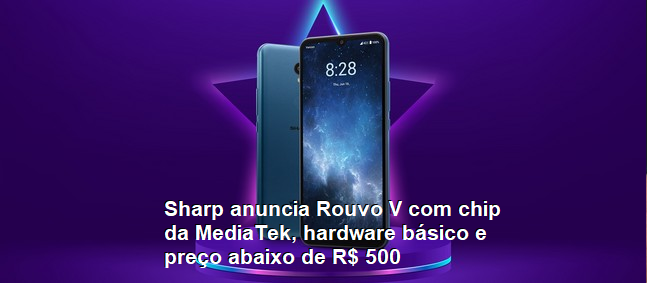 8:28
Sharp anuncia Rouvo V com chip
da MediaTek, hardware básico e
preço abaixo de R$ 500